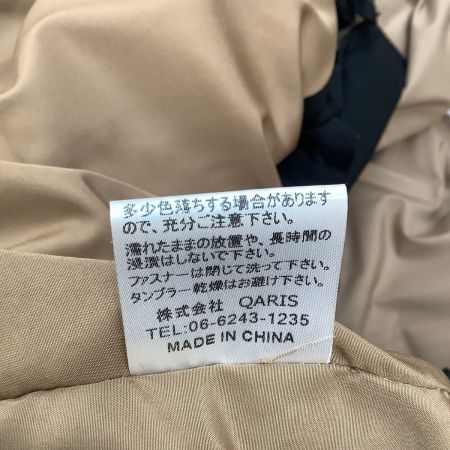 多少色落ちする場合があります
ので、充分ご注意下さい。
濡れたままの放置や、長時間の
浸漬はしないで下さい。
ファスナーは閉じて洗って下さい。
タンブラー乾燥はお避け下さい。
株式会社 QARIS
TEL:06-6243-1235
MADE IN CHINA